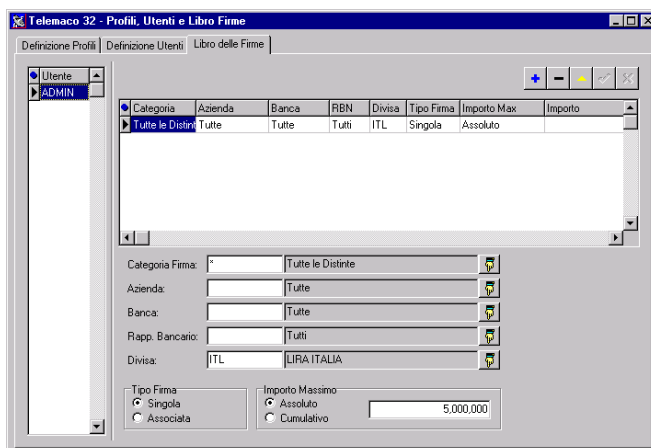 Telemaco 32 - Profili, Utenti e Libro Firme
Definizione Profili Definizione Utenti Libro delle Firme
Utente
ADMIN
Categoria Azienda Banca RBN Divisa Tipo Firma Importo Max Importo
Tutte le Distint Tutte Tutte Tutti ITL Singola Assoluto
Categoria Firma: * Tutte le Distinte
Azienda: Tutte
Banca: Tutte
Rapp. Bancario: Tutti
Divisa: ITL LIRA ITALIA
Tipo Firma Importo Massimo
Singola Assoluto 5,000,000
Associata Cumulativo